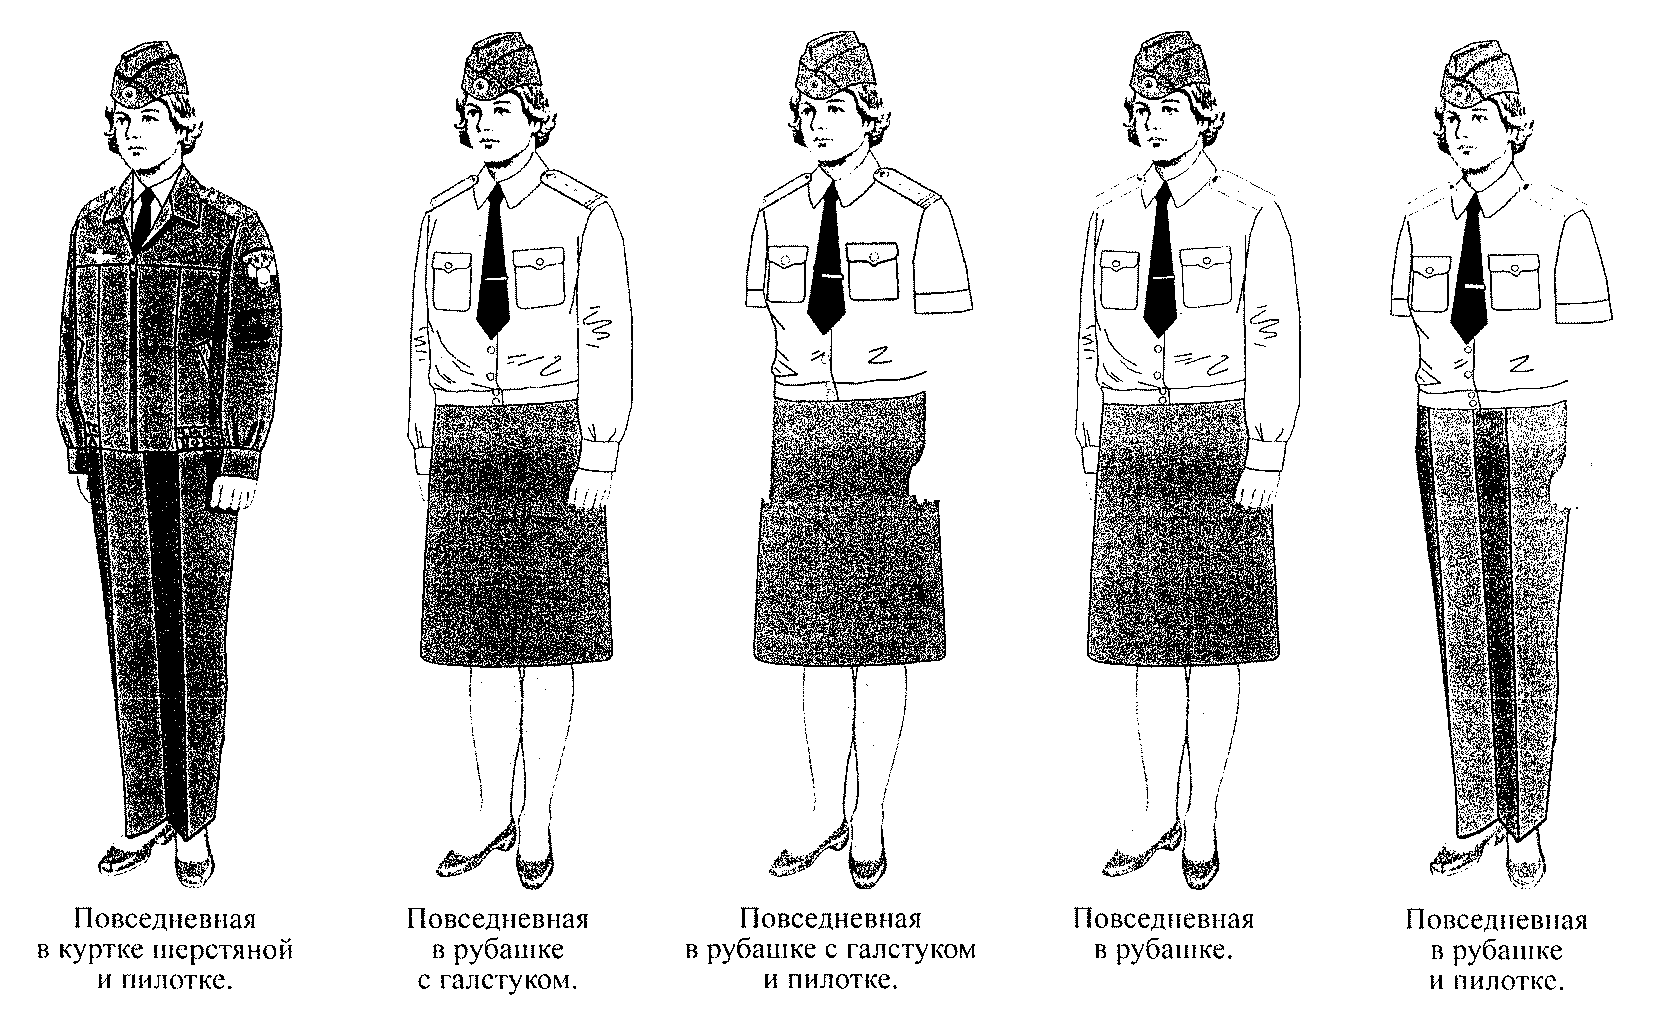 Повседневная
в куртке шерстяной
и пилотке.
Повседневная
в рубашке
с галстуком.
Повседневная
в рубашке с галстуком
и пилотке.
Повседневная
в рубашке.
Повседневная
в рубашке
и пилотке.